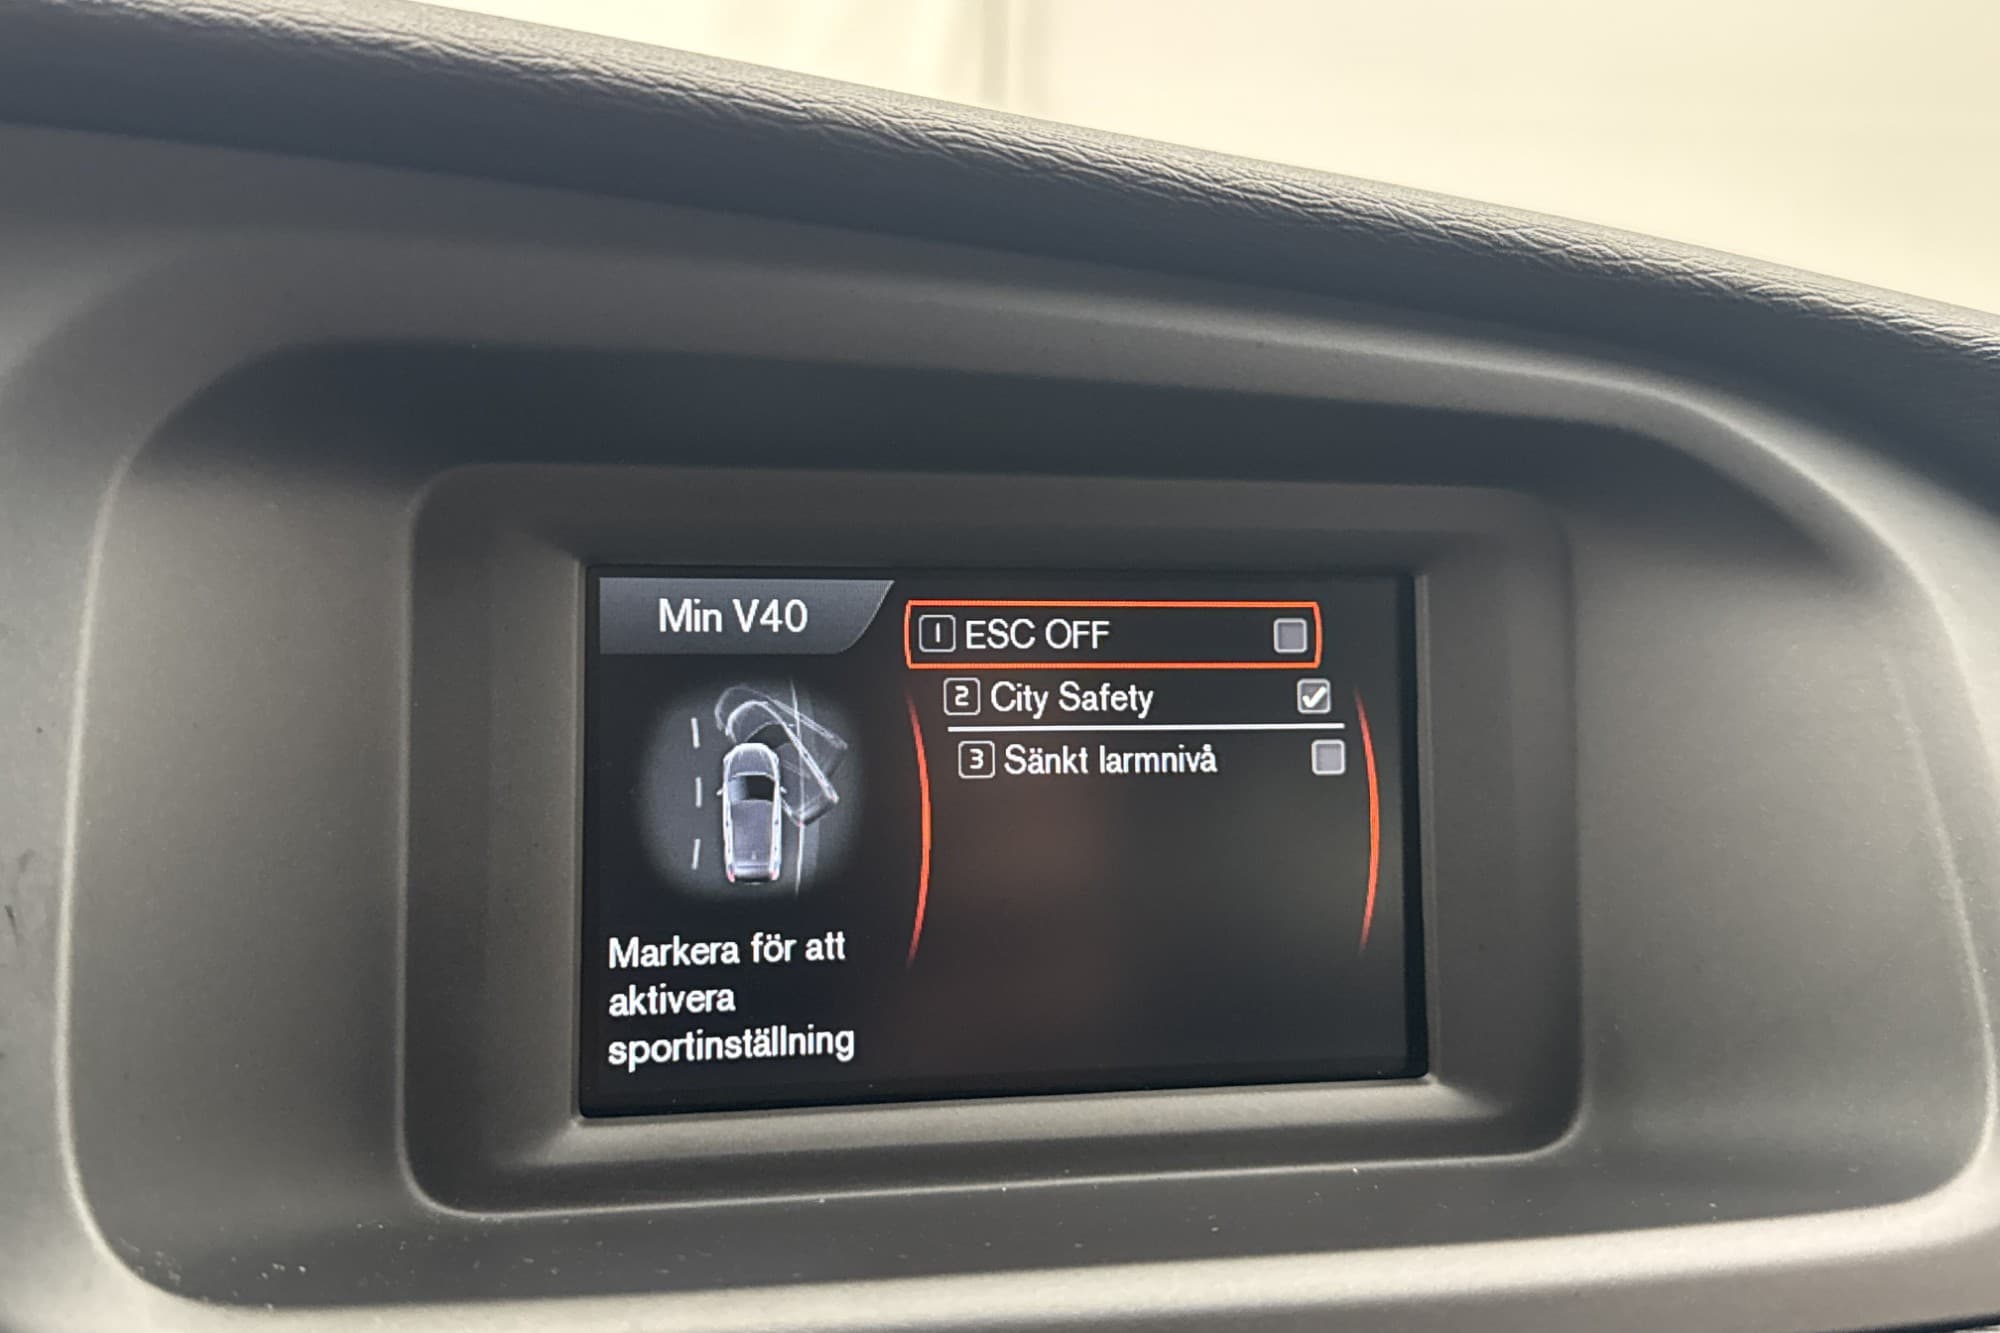 Min V40
1 ESC OFF
2 City Safety
3 Sänkt larmnivå
Markera för att
aktivera
sportinställning